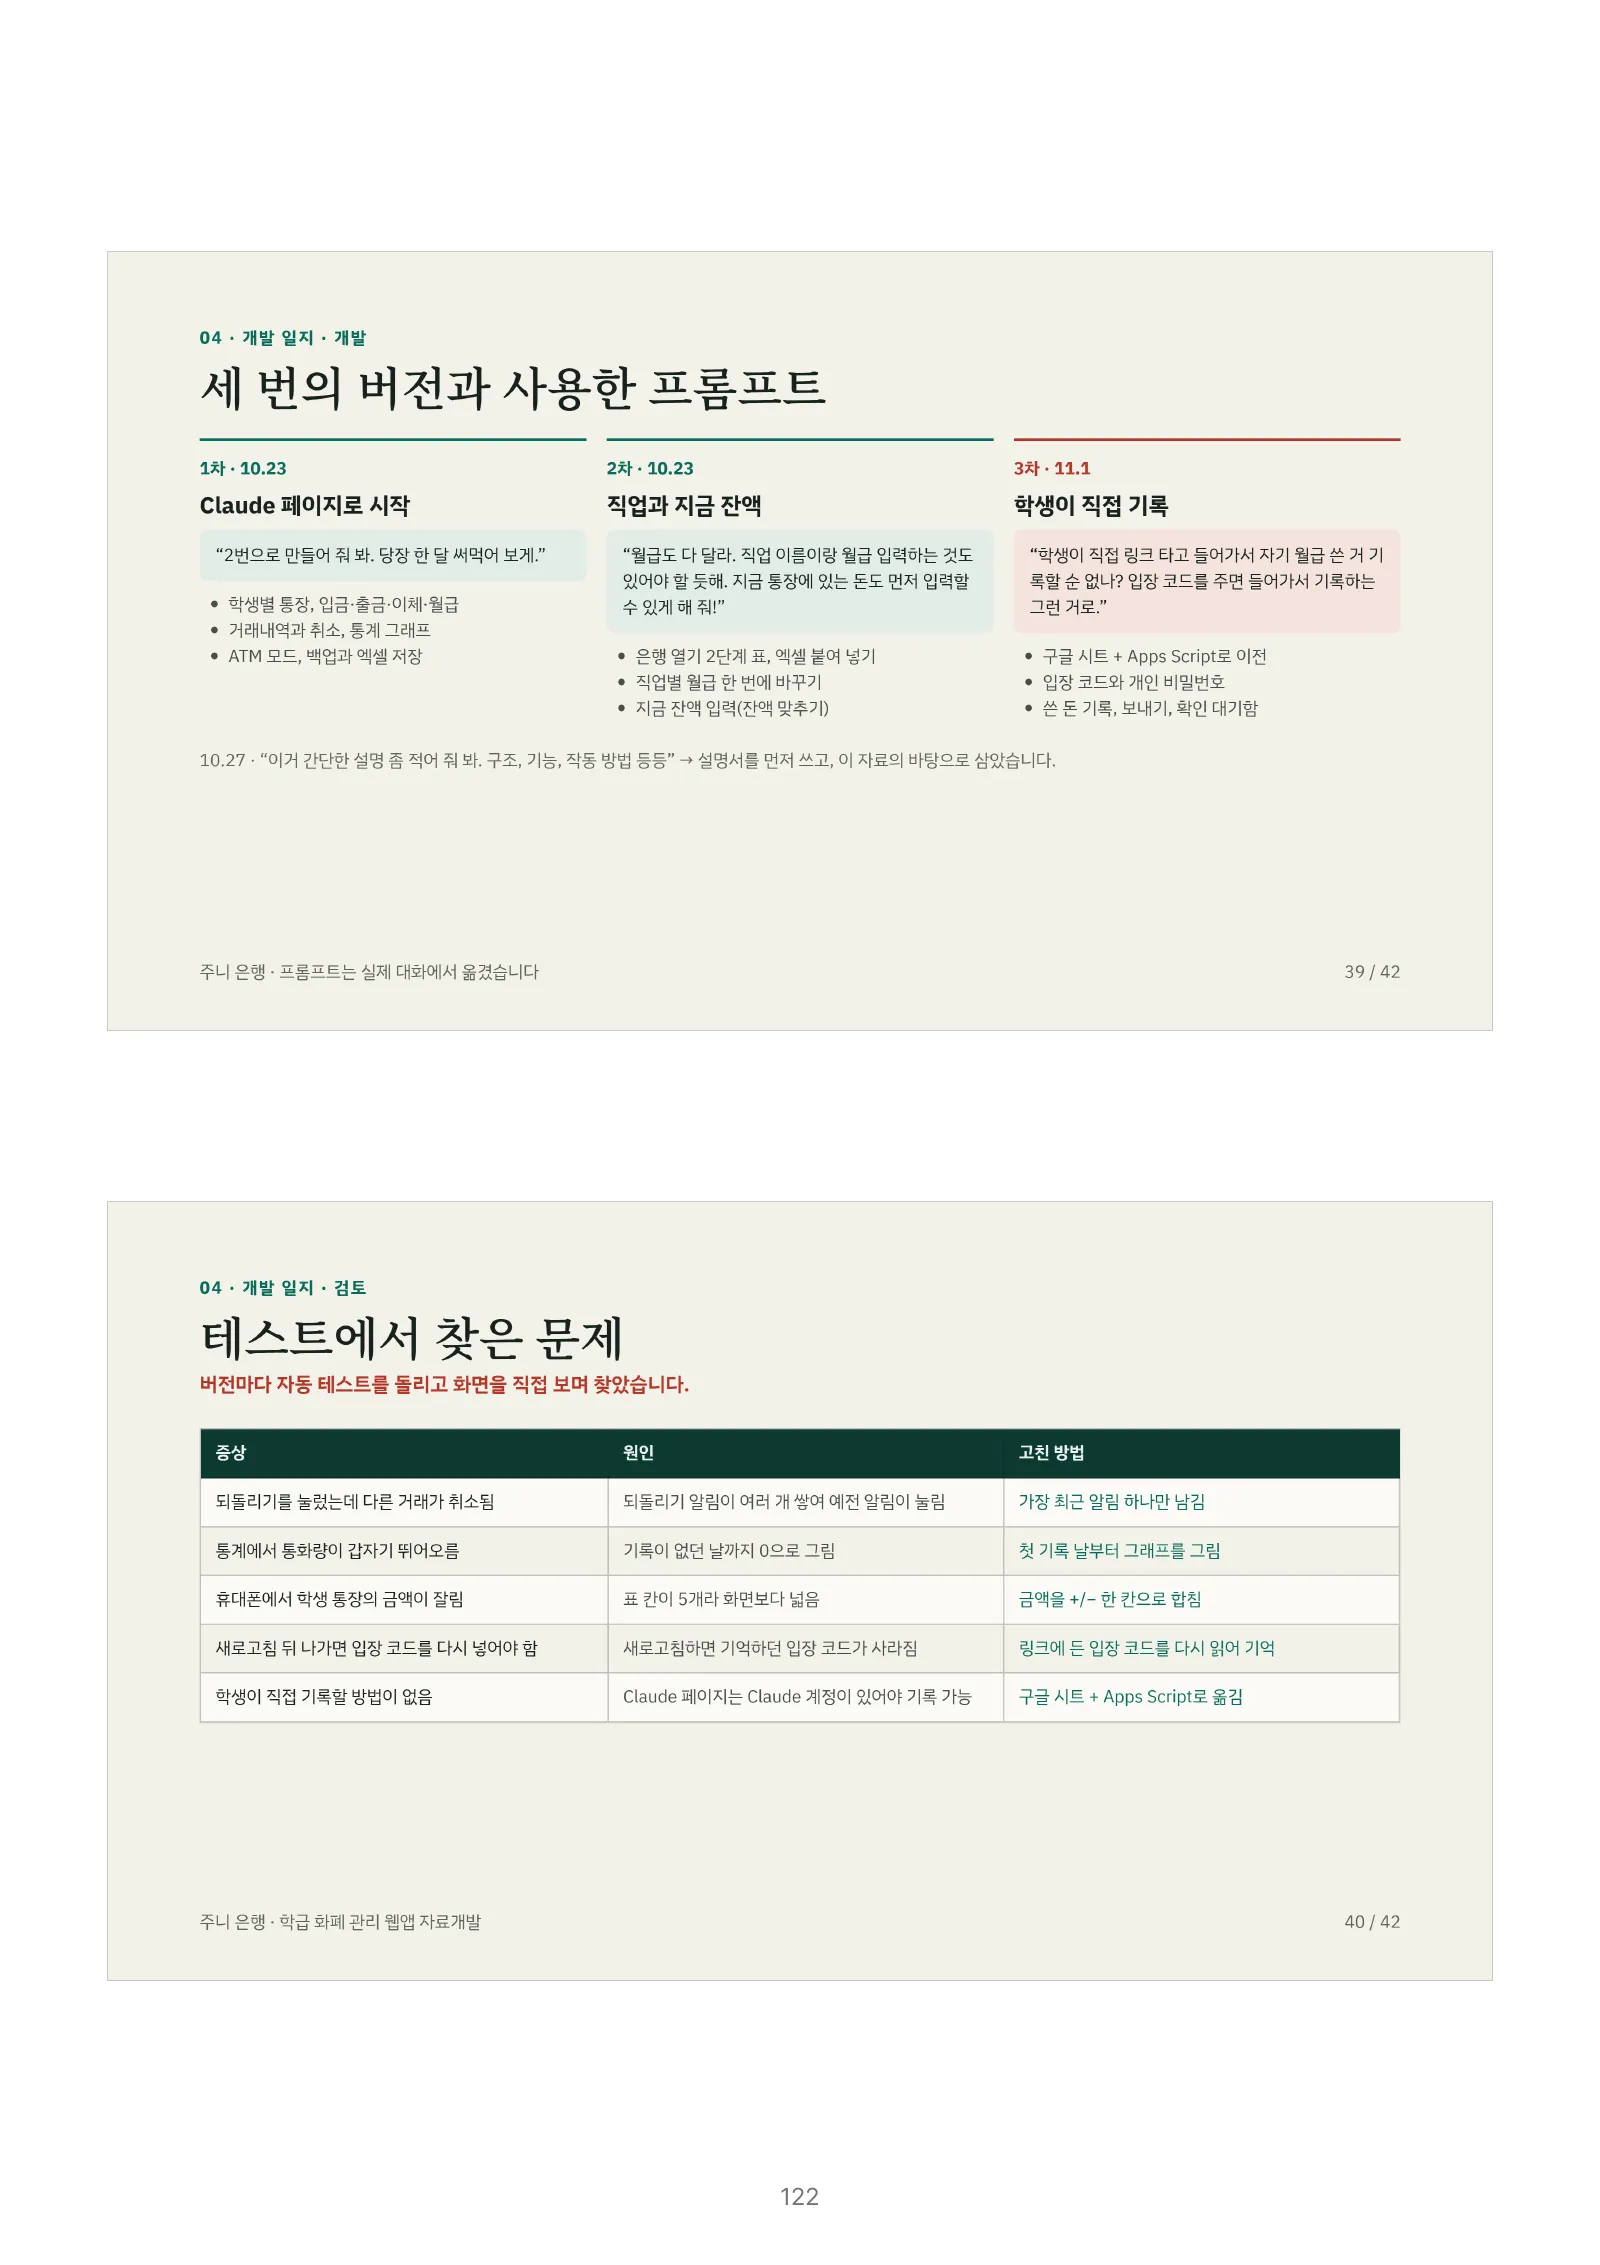 04 · 개발 일지 · 개발
세 번의 버전과 사용한 프롬프트
1차 · 10.23
Claude 페이지로 시작
“2번으로 만들어 줘 봐. 당장 한 달 써먹어 보게.”
• 학생별 통장, 입금·출금·이체·월급
• 거래내역과 취소, 통계 그래프
• ATM 모드, 백업과 엑셀 저장
2차 · 10.23
직업과 지금 잔액
“월급도 다 달라. 직업 이름이랑 월급 입력하는 것도
있어야 할 듯해. 지금 통장에 있는 돈도 먼저 입력할
수 있게 해 줘!”
• 은행 열기 2단계 표, 엑셀 붙여 넣기
• 직업별 월급 한 번에 바꾸기
• 지금 잔액 입력(잔액 맞추기)
3차 · 11.1
학생이 직접 기록
“학생이 직접 링크 타고 들어가서 자기 월급 쓴 거 기
록할 순 없나? 입장 코드를 주면 들어가서 기록하는
그런 거로.”
• 구글 시트 + Apps Script로 이전
• 입장 코드와 개인 비밀번호
• 쓴 돈 기록, 보내기, 확인 대기함
10.27 · “이거 간단한 설명 좀 적어 줘 봐. 구조, 기능, 작동 방법 등등” → 설명서를 먼저 쓰고, 이 자료의 바탕으로 삼았습니다.
주니 은행 · 프롬프트는 실제 대화에서 옮겼습니다
39 / 42
04 · 개발 일지 · 검토
테스트에서 찾은 문제
버전마다 자동 테스트를 돌리고 화면을 직접 보며 찾았습니다.
증상 원인 고친 방법
되돌리기를 눌렀는데 다른 거래가 취소됨 되돌리기 알림이 여러 개 쌓여 예전 알림이 눌림 가장 최근 알림 하나만 남김
통계에서 통화량이 갑자기 뛰어오름 기록이 없던 날까지 0으로 그림 첫 기록 날부터 그래프를 그림
휴대폰에서 학생 통장의 금액이 잘림 표 칸이 5개라 화면보다 넓음 금액을 +/− 한 칸으로 합침
새로고침 뒤 나가면 입장 코드를 다시 넣어야 함 새로고침하면 기억하던 입장 코드가 사라짐 링크에 든 입장 코드를 다시 읽어 기억
학생이 직접 기록할 방법이 없음 Claude 페이지는 Claude 계정이 있어야 기록 가능 구글 시트 + Apps Script로 옮김
주니 은행 · 학급 화폐 관리 웹앱 자료개발
40 / 42
122